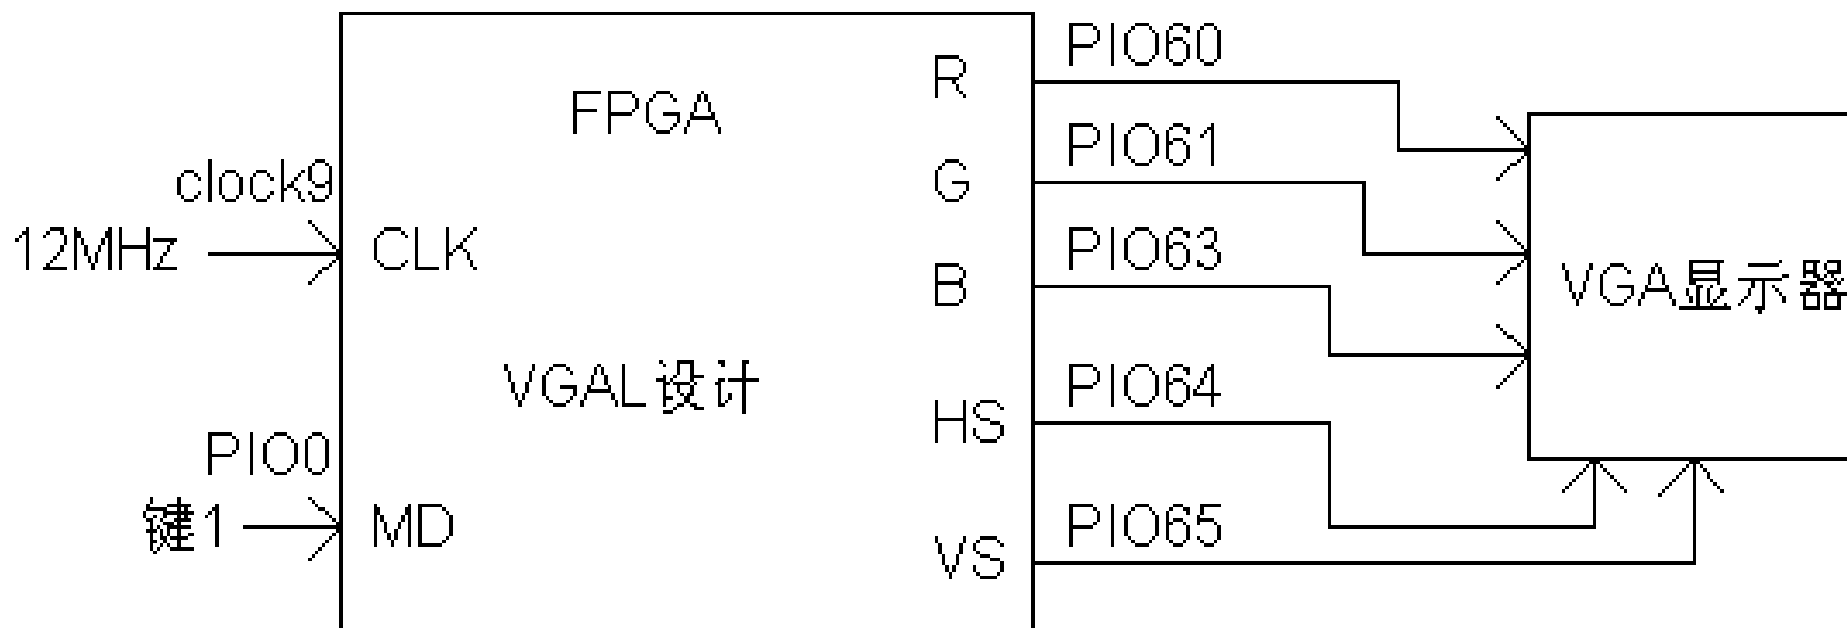 PIO60
R
FPGA
PIO61
clock9
G
12MHz
CLK
PIO63
B
VGA显示器
VGAL设计
PIO64
HS
PIO0
键1
MD
PIO65
VS